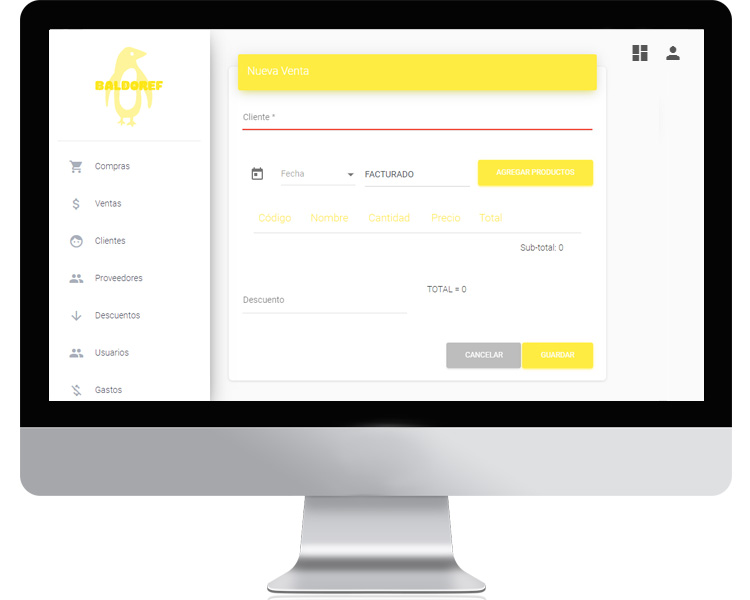 BALBOREF
Compras
Ventas
Clientes
Proveedores
Descuentos
Usuarios
Gastos
Nueva Venta
Cliente *
Fecha FACTURADO AGREGAR PRODUCTOS
Código Nombre Cantidad Precio Total
Sub-total: 0
TOTAL = 0
Descuento
CANCELAR GUARDAR